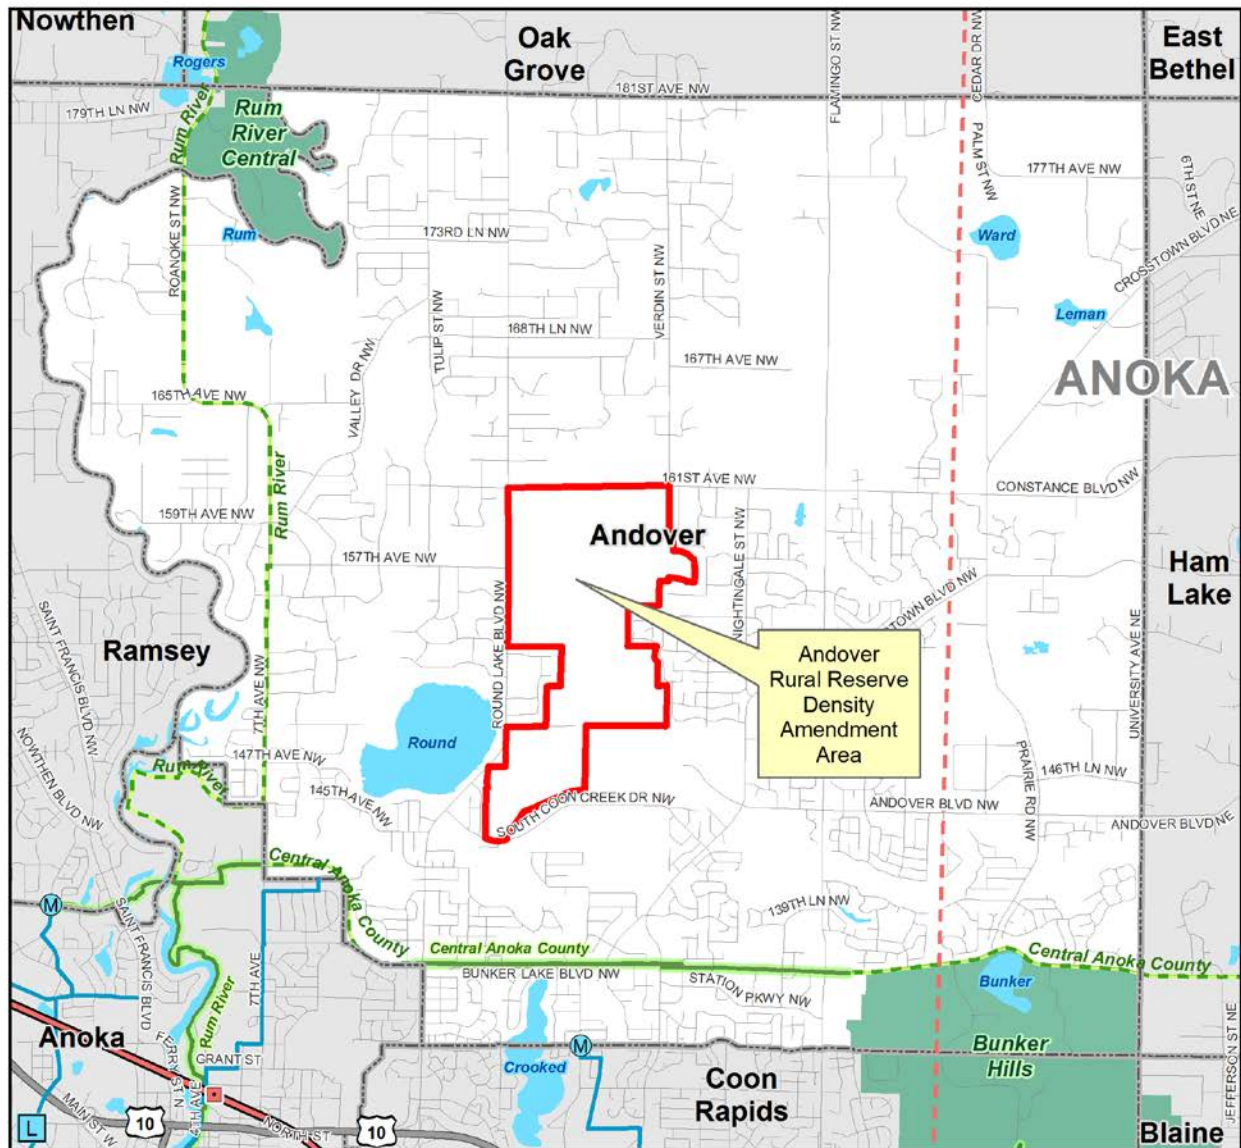 Nowthen
Oak
Grove
East
Bethel
Rogers
181ST AVE NW
FLAMINGO ST NW
CEDAR DR NW
179TH LN NW
Rum River
Rum
River
Central
PALM ST NW
177TH AVE NW
6TH ST NE
ROANOKE ST NW
Rum
173RD LN NW
VERDIN ST NW
Ward
CROSSTOWN BLVD NE
Leman
TULIP ST NW
168TH LN NW
167TH AVE NW
VALLEY DR NW
ANOKA
165TH AVE NW
Rum River
161ST AVE NW
CONSTANCE BLVD NW
159TH AVE NW
Andover
157TH AVE NW
NIGHTINGALE ST NW
STOWN BLVD NW
Ham
Lake
SAINT FRANCIS BLVD NW
ROUND LAKE BLVD NW
Ramsey
Andover
Rural Reserve
Density
Amendment
Area
UNIVERSITY AVE NE
7TH AVE NW
Round
NOWTHEN BLVD NW
147TH AVE NW
Rum River
145TH AVE NW
PRAIRIE RD NW
146TH LN NW
SOUTH COON CREEK DR NW
ANDOVER BLVD NW
ANDOVER BLVD NE
Central Anoka
County
139TH LN NW
M
SAINT FRANCIS BLVD
Central Anoka County
Central Anoka County
BUNKER LAKE BLVD NW
STATION PKWY NW
Bunker
7TH AVE
Rum River
Anoka
FERRY ST N
GRANT ST
M
Crooked
Bunker
Hills
JEFFERSON ST NE
Coon
Rapids
4TH AVE
MAIN ST W
10
NORTH ST
10
L
Blaine